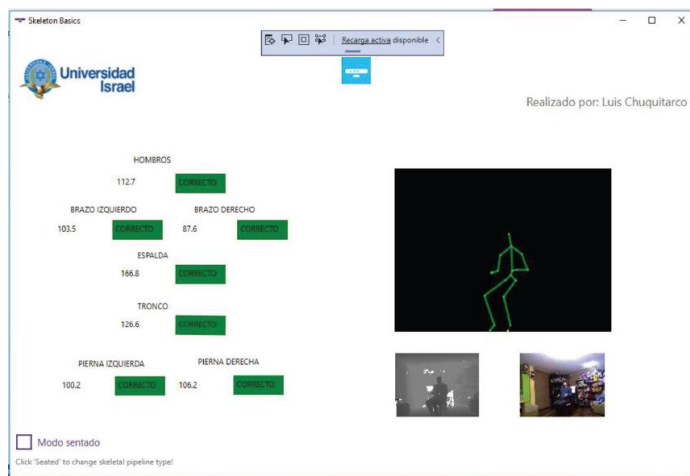 Skeleton Basics
Recarga activa disponible
Universidad
Israel
Realizado por: Luis Chuquitarco
HOMBROS
112.7 CORRECTO
BRAZO IZQUIERDO BRAZO DERECHO
103.5 CORRECTO 87.6 CORRECTO
ESPALDA
166.8 CORRECTO
TRONCO
126.6 CORRECTO
PIERNA IZQUIERDA PIERNA DERECHA
100.2 CORRECTO 106.2 CORRECTO
Modo sentado
Click 'Seated' to change skeletal pipeline type!